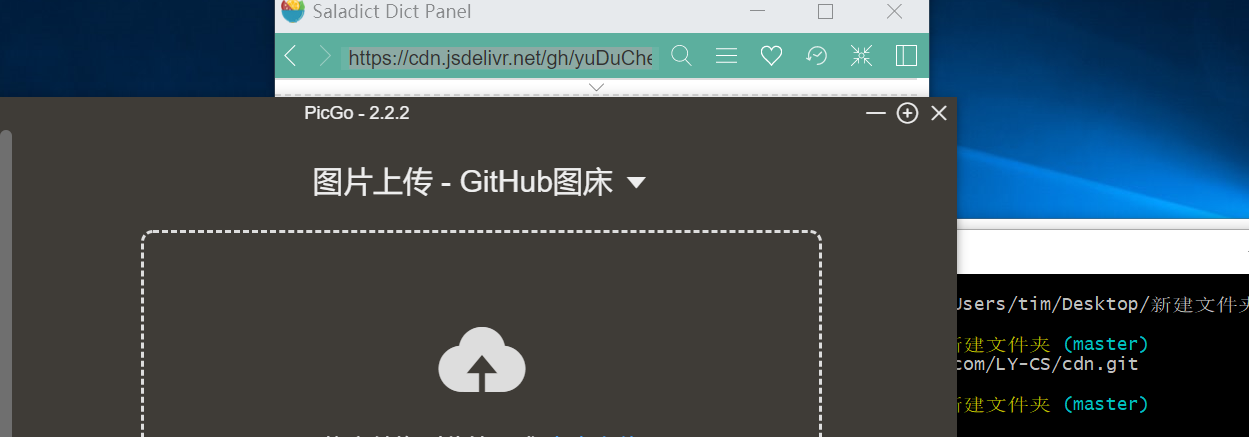 Saladict Dict Panel
https://cdn.jsdelivr.net/gh/yuDuChe
PicGo - 2.2.2
图片上传 - GitHub图床
Users/tim/Desktop/新建文件夹
新建文件夹 (master)
com/LY-CS/cdn.git
新建文件夹 (master)